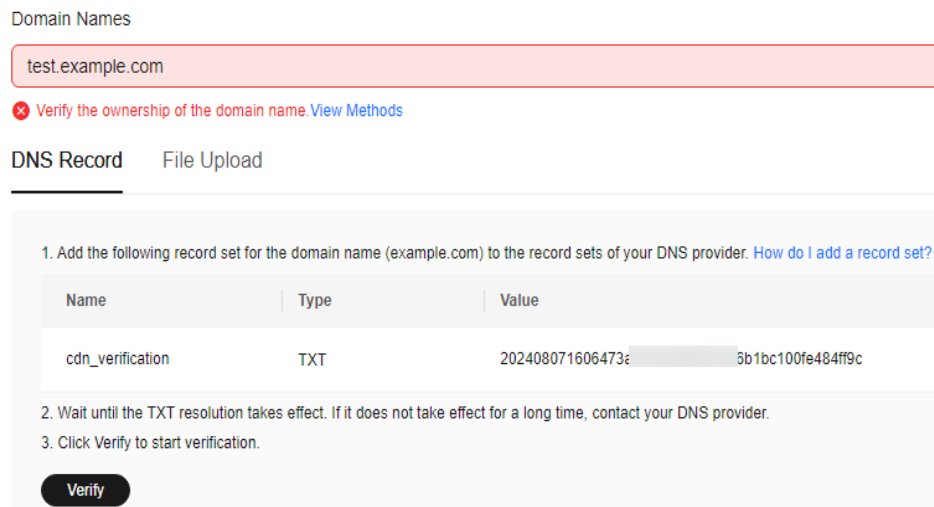 Domain Names
test.example.com
Verify the ownership of the domain name.View Methods
DNS Record File Upload
1. Add the following record set for the domain name (example.com) to the record sets of your DNS provider. How do I add a record set?
Name Type Value
cdn_verification TXT 202408071606473a 6b1bc100fe484ff9c
2. Wait until the TXT resolution takes effect. If it does not take effect for a long time, contact your DNS provider.
3. Click Verify to start verification.
Verify